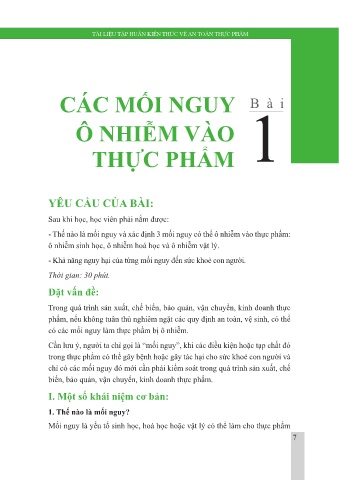 TÀI LIỆU TẬP HUẤN KIẾN THỨC VỀ AN TOÀN THỰC PHẨM
CÁC MỐI NGUY
Ô NHIỄM VÀO
THỰC PHẨM
Bài
1
YÊU CẦU CỦA BÀI:
Sau khi học, học viên phải nắm được:
- Thế nào là mối nguy và xác định 3 mối nguy có thể ô nhiễm vào thực phẩm:
ô nhiễm sinh học, ô nhiễm hoá học và ô nhiễm vật lý.
- Khả năng nguy hại của từng mối nguy đến sức khoẻ con người.
Thời gian: 30 phút.
Đặt vấn đề:
Trong quá trình sản xuất, chế biến, bảo quản, vận chuyển, kinh doanh thực
phẩm, nếu không tuân thủ nghiêm ngặt các quy định an toàn, vệ sinh, có thể
có các mối nguy làm thực phẩm bị ô nhiễm.
Cần lưu ý, người ta chỉ gọi là “mối nguy”, khi các điều kiện hoặc tạp chất đó
trong thực phẩm có thể gây bệnh hoặc gây tác hại cho sức khoẻ con người và
chỉ có các mối nguy đó mới cần phải kiểm soát trong quá trình sản xuất, chế
biến, bảo quản, vận chuyển, kinh doanh thực phẩm.
I. Một số khái niệm cơ bản:
1. Thế nào là mối nguy?
Mối nguy là yếu tố sinh học, hoá học hoặc vật lý có thể làm cho thực phẩm
7